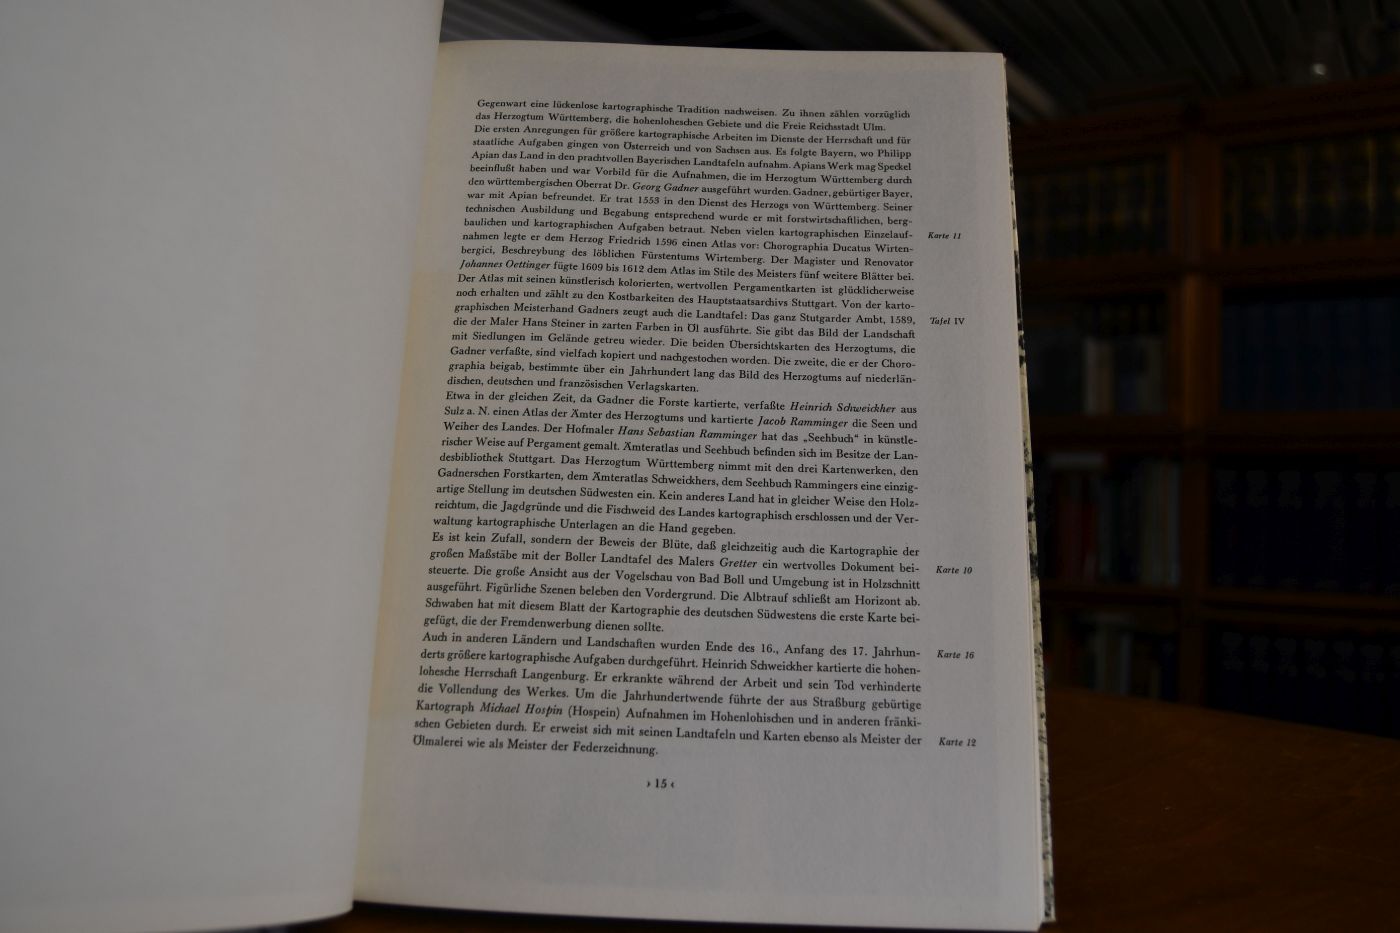 Gegenwart eine lückenlose kartographische Tradition nachweisen. Zu ihnen zählen vorzüglich
das Herzogtum Württemberg, die hohenloheschen Gebiete und die Freie Reichsstadt Ulm.
Die ersten Anregungen für größere kartographische Arbeiten im Dienste der Herrschaft und für
staatliche Aufgaben gingen von Österreich und von Sachsen aus. Es folgte Bayern, wo Philipp
Apian das Land in den prachtvollen Bayerischen Landtafeln aufnahm. Apians Werk mag Speckel
beeinflußt haben und war Vorbild für die Aufnahmen, die im Herzogtum Württemberg durch
den württembergischen Oberrat Dr. Georg Gadner ausgeführt wurden. Gadner, gebürtiger Bayer,
war mit Apian befreundet. Er trat 1553 in den Dienst des Herzogs von Württemberg. Seiner
technischen Ausbildung und Begabung entsprechend wurde er mit forstwirtschaftlichen, berg-
baulichen und kartographischen Aufgaben betraut. Neben vielen kartographischen Einzelauf- Karte 11
nahmen legte er dem Herzog Friedrich 1596 einen Atlas vor: Chorographia Ducatus Wirten-
bergici, Beschreybung des löblichen Fürstentums Wirtemberg. Der Magister und Renovator
Johannes Oettinger fügte 1609 bis 1612 dem Atlas im Stile des Meisters fünf weitere Blätter bei.
Der Atlas mit seinen künstlerisch kolorierten, wertvollen Pergamentkarten ist glücklicherweise
noch erhalten und zählt zu den Kostbarkeiten des Hauptstaatsarchivs Stuttgart. Von der karto-
graphischen Meisterhand Gadners zeugt auch die Landtafel: Das ganz Stutgarder Ambt, 1589, Tafel IV
die der Maler Hans Steiner in zarten Farben in Öl ausführte. Sie gibt das Bild der Landschaft
mit Siedlungen im Gelände getreu wieder. Die beiden Übersichtskarten des Herzogtums, die
Gadner verfaßte, sind vielfach kopiert und nachgestochen worden. Die zweite, die er der Choro-
graphia beigab, bestimmte über ein Jahrhundert lang das Bild des Herzogtums auf niederlän-
dischen, deutschen und französischen Verlagskarten.
Etwa in der gleichen Zeit, da Gadner die Forste kartierte, verfaßte Heinrich Schweickher aus
Sulz a. N. einen Atlas der Ämter des Herzogtums und kartierte Jacob Ramminger die Seen und
Weiher des Landes. Der Hofmaler Hans Sebastian Ramminger hat das „Seehbuch“ in künstle-
rischer Weise auf Pergament gemalt. Ämteratlas und Seehbuch befinden sich im Besitze der Lan-
desbibliothek Stuttgart. Das Herzogtum Württemberg nimmt mit den drei Kartenwerken, den
Gadnerschen Forstkarten, dem Ämteratlas Schweickhers, dem Seehbuch Rammingers eine einzig-
artige Stellung im deutschen Südwesten ein. Kein anderes Land hat in gleicher Weise den Holz-
reichtum, die Jagdgründe und die Fischweid des Landes kartographisch erschlossen und der Ver-
waltung kartographische Unterlagen an die Hand gegeben.
Es ist kein Zufall, sondern der Beweis der Blüte, daß gleichzeitig auch die Kartographie der
großen Maßstäbe mit der Boller Landtafel des Malers Gretter ein wertvolles Dokument bei- Karte 10
steuerte. Die große Ansicht aus der Vogelschau von Bad Boll und Umgebung ist in Holzschnitt
ausgeführt. Figürliche Szenen beleben den Vordergrund. Die Albtrauf schließt am Horizont ab.
Schwaben hat mit diesem Blatt der Kartographie des deutschen Südwestens die erste Karte bei-
gefügt, die der Fremdenwerbung dienen sollte.
Auch in anderen Ländern und Landschaften wurden Ende des 16., Anfang des 17. Jahrhun- Karte 16
derts größere kartographische Aufgaben durchgeführt. Heinrich Schweickher kartierte die hohen-
lohesche Herrschaft Langenburg. Er erkrankte während der Arbeit und sein Tod verhinderte
die Vollendung des Werkes. Um die Jahrhundertwende führte der aus Straßburg gebürtige
Kartograph Michael Hospin (Hospein) Aufnahmen im Hohenlohischen und in anderen fränki-
schen Gebieten durch. Er erweist sich mit seinen Landtafeln und Karten ebenso als Meister der Karte 12
Ölmalerei wie als Meister der Federzeichnung.
› 15 ‹